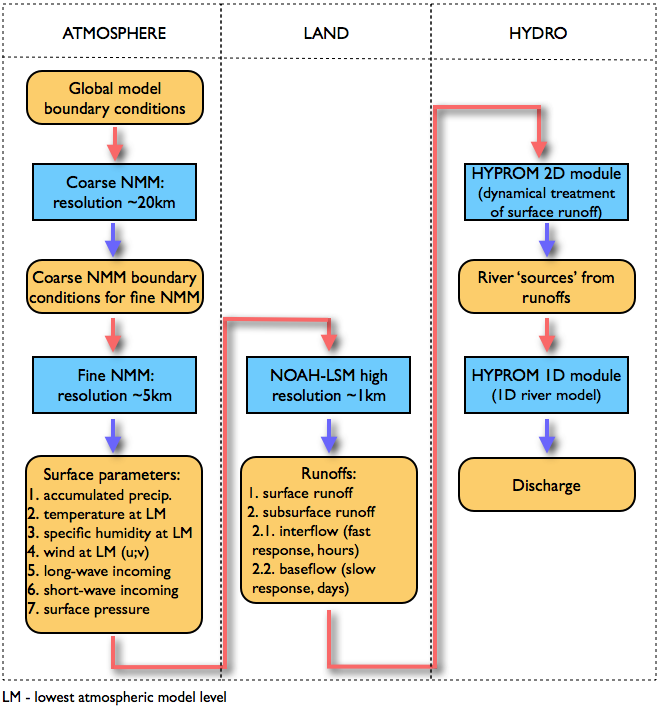 ATMOSPHERE
LAND
HYDRO
Global model
boundary conditions
Coarse NMM:
resolution ~20km
Coarse NMM boundary
conditions for fine NMM
Fine NMM:
resolution ~5km
Surface parameters:
1. accumulated precip.
2. temperature at LM
3. specific humidity at LM
4. wind at LM (u;v)
5. long-wave incoming
6. short-wave incoming
7. surface pressure
NOAH-LSM high
resolution ~1km
Runoffs:
1. surface runoff
2. subsurface runoff
2.1. interflow (fast
response, hours)
2.2. baseflow (slow
response, days)
HYPROM 2D module
(dynamical treatment
of surface runoff)
River ‘sources’ from
runoffs
HYPROM 1D module
(1D river model)
Discharge
LM - lowest atmospheric model level